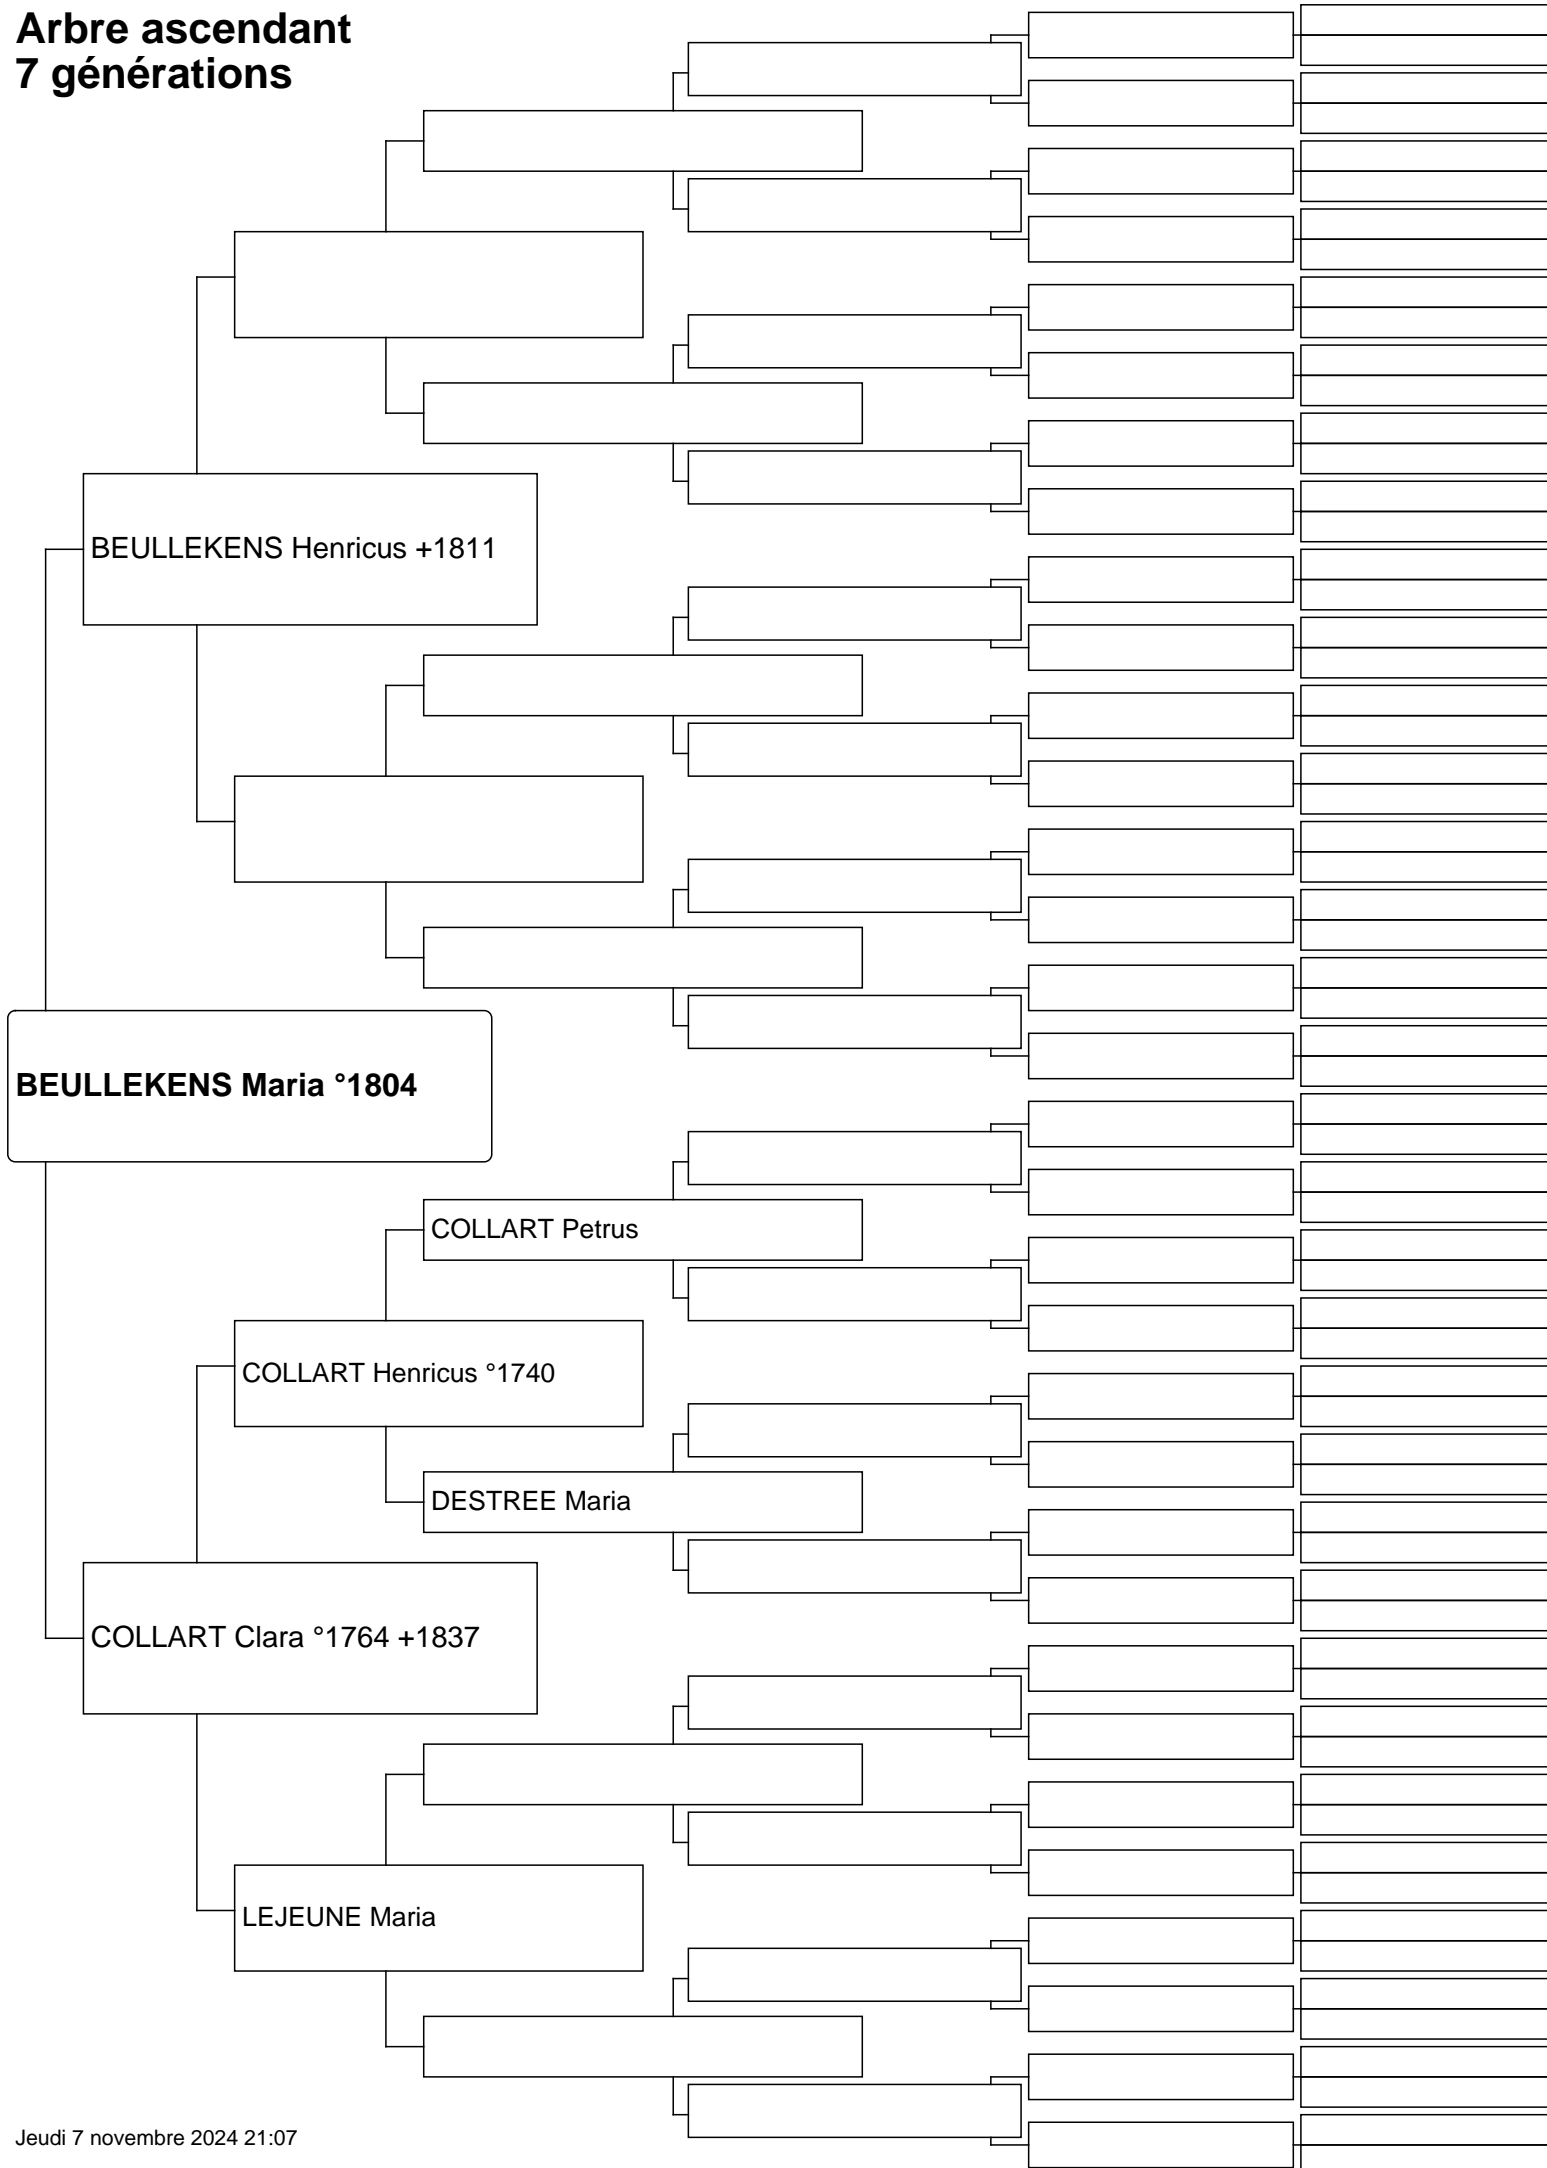 Arbre ascendant
7 générations
BEULLEKENS Henricus +1811
BEULLEKENS Maria °1804
COLLART Petrus
COLLART Henricus °1740
DESTREE Maria
COLLART Clara °1764 +1837
LEJEUNE Maria
Jeudi 7 novembre 2024 21:07